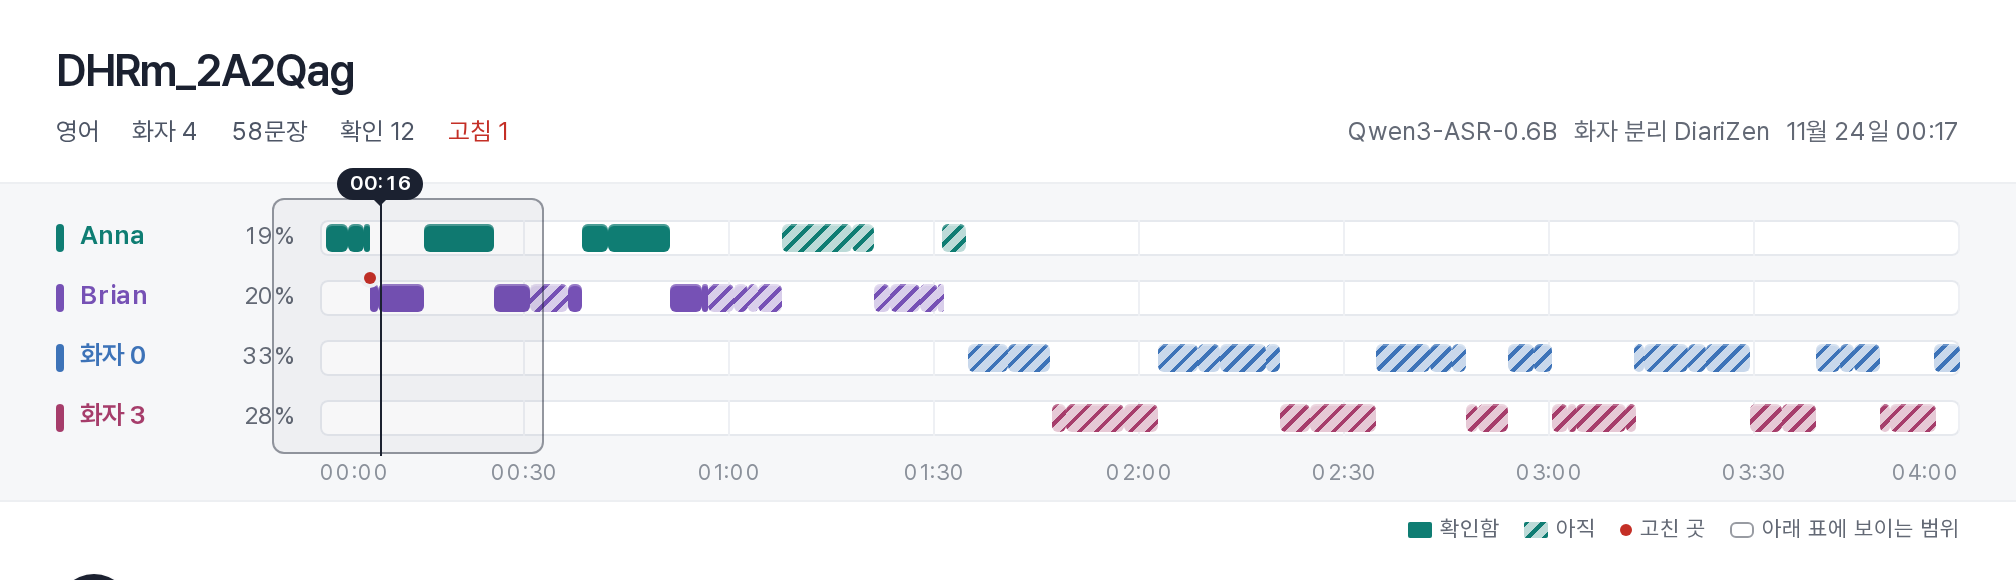 DHRm_2A2Qag
영어 화자 4 58문장 확인 12 고침 1
Qwen3-ASR-0.6B 화자 분리 DiariZen 11월 24일 00:17
00:16
Anna 19%
Brian 20%
화자 0 33%
화자 3 28%
00:00 00:30 01:00 01:30 02:00 02:30 03:00 03:30 04:00
확인함 아직 고친 곳 아래 표에 보이는 범위